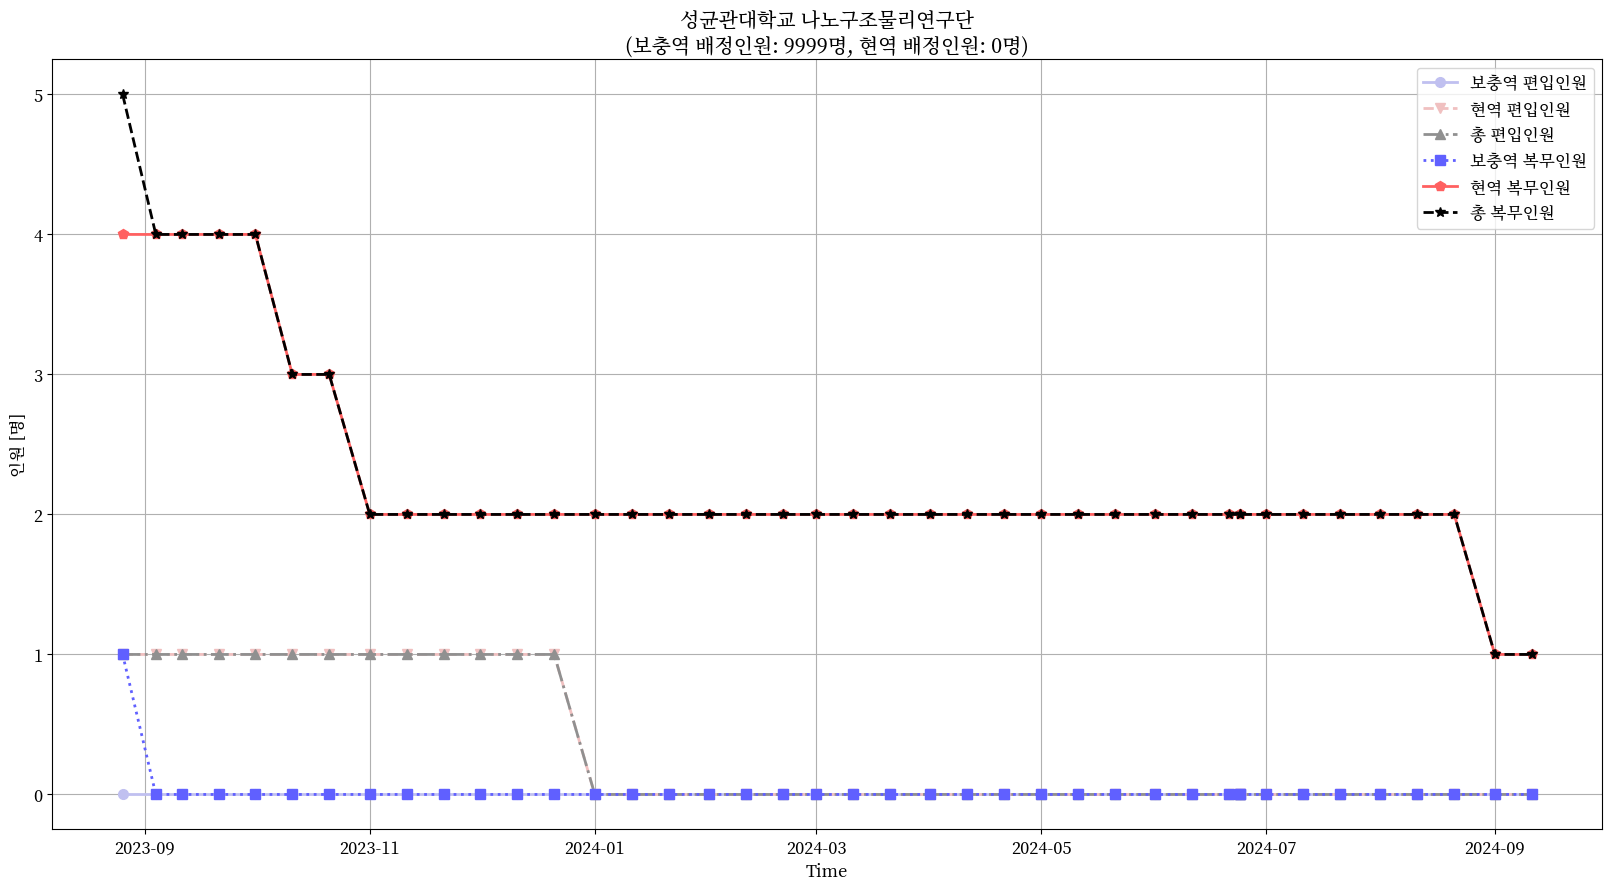 성균관대학교 나노구조물리연구단
(보충역 배정인원: 9999명, 현역 배정인원: 0명)
보충역 편입인원
현역 편입인원
총 편입인원
보충역 복무인원
현역 복무인원
총 복무인원
인원 [명]
5
4
3
2
1
0
2023-09 2023-11 2024-01 2024-03 2024-05 2024-07 2024-09
Time